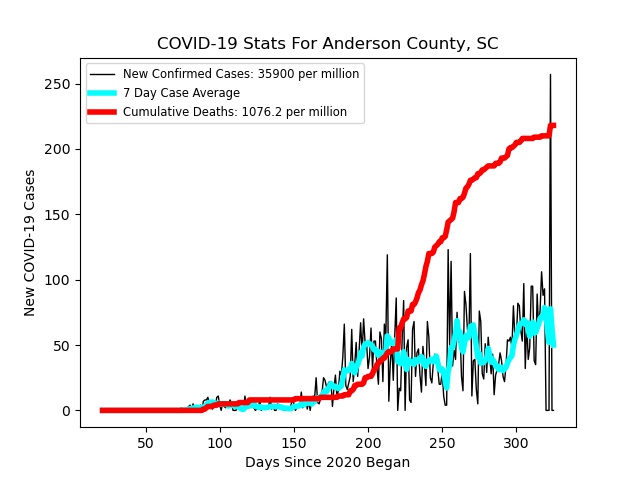 COVID-19 Stats For Anderson County, SC
New Confirmed Cases: 35900 per million
7 Day Case Average
Cumulative Deaths: 1076.2 per million
New COVID-19 Cases
250
200
150
100
50
0
50 100 150 200 250 300
Days Since 2020 Began